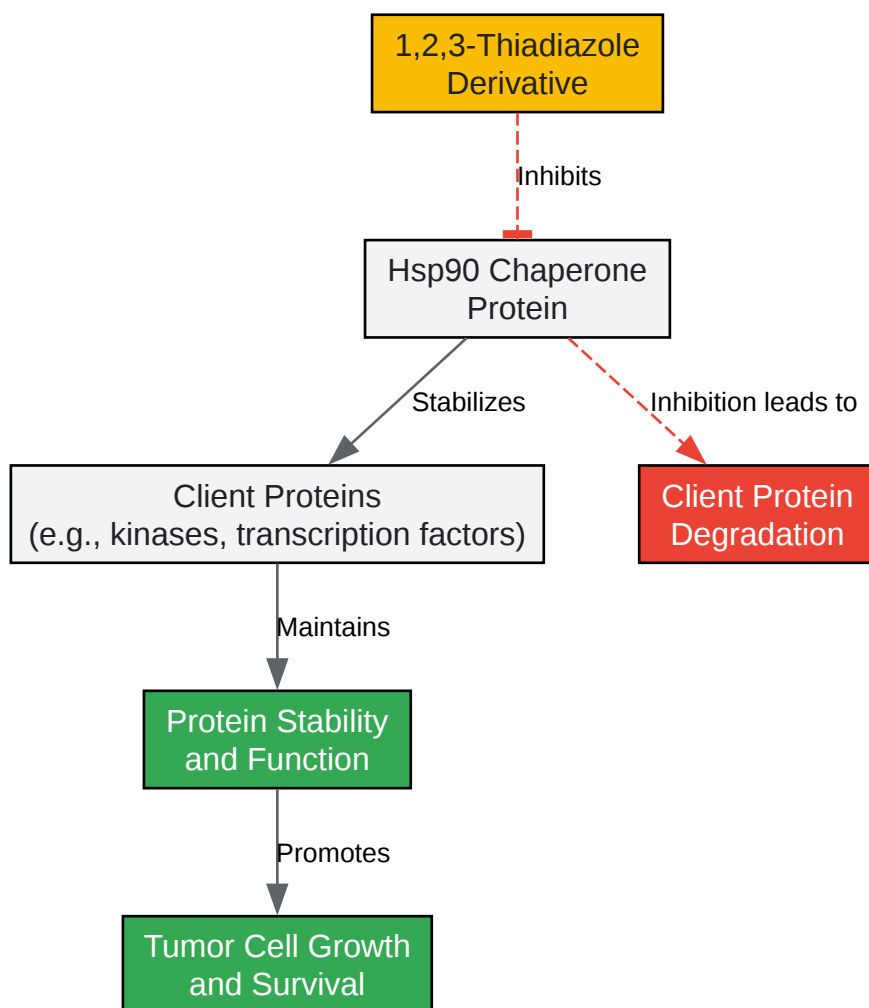 1,2,3-Thiadiazole
Derivative
Inhibits
Hsp90 Chaperone
Protein
Stabilizes
Inhibition leads to
Client Proteins
(e.g., kinases, transcription factors)
Client Protein
Degradation
Maintains
Protein Stability
and Function
Promotes
Tumor Cell Growth
and Survival